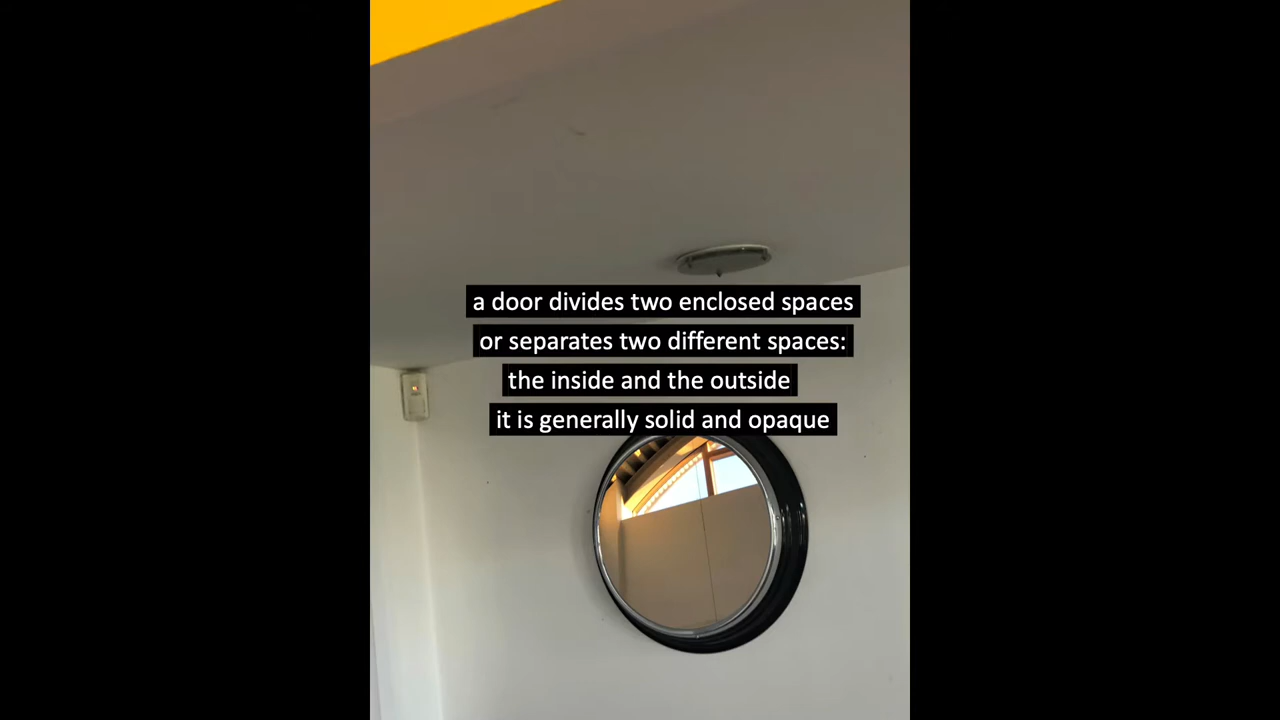 a door divides two enclosed spaces
or separates two different spaces:
the inside and the outside
it is generally solid and opaque